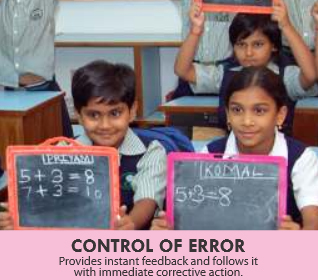 PRIYAM
5 + 3 = 8
7 + 3 = 10
KOMAL
5+3=8
CONTROL OF ERROR
Provides instant feedback and follows it
with immediate corrective action.